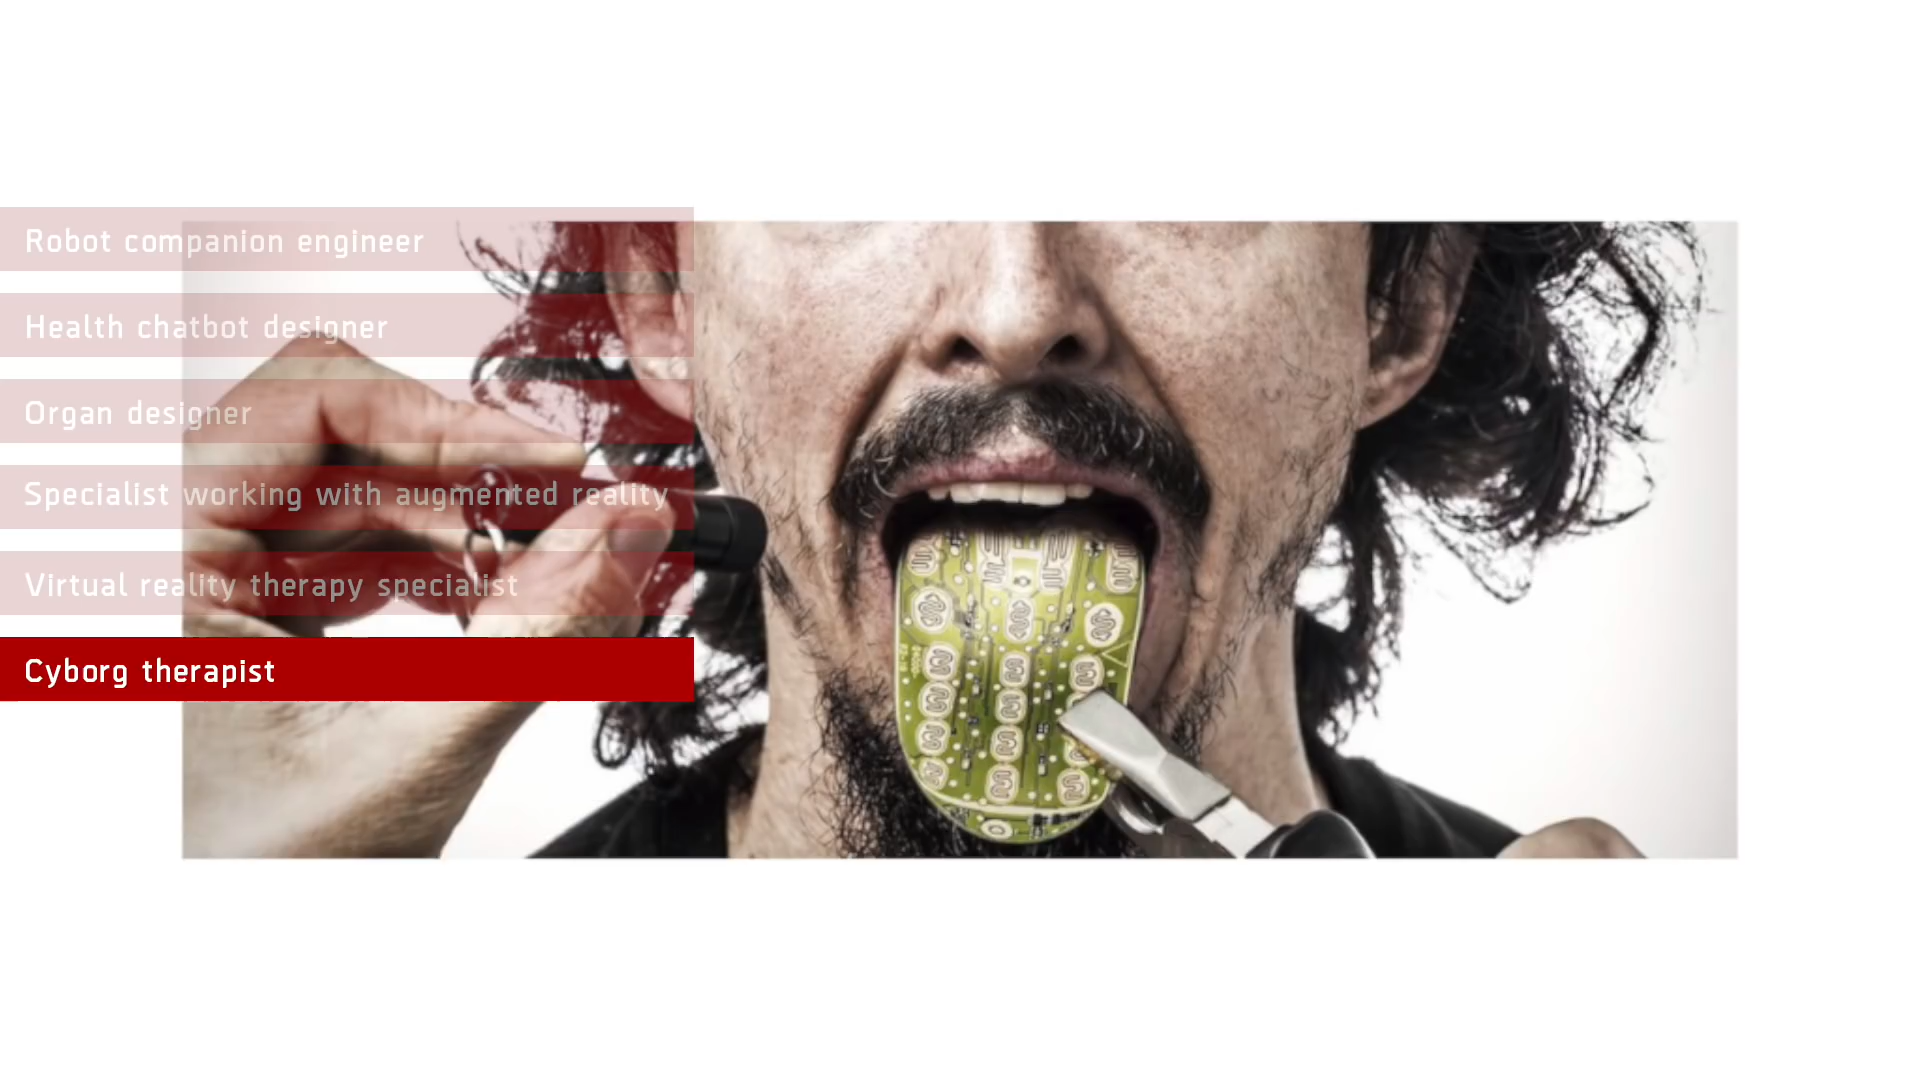 Robot companion engineer
Health chatbot designer
Organ designer
Specialist working with augmented reality
Virtual reality therapy specialist
Cyborg therapist